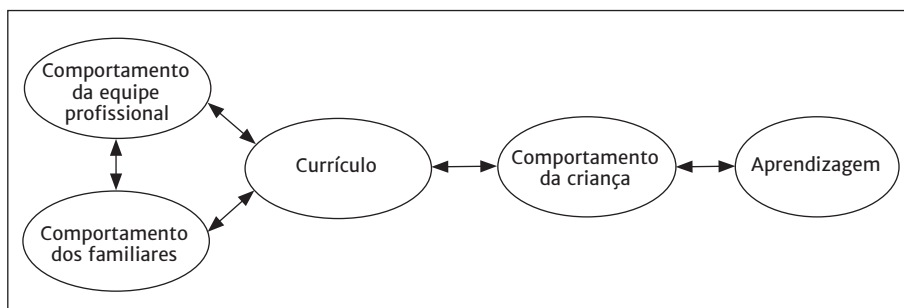 Comportamento
da equipe
profissional
Currículo
Comportamento
da criança
Aprendizagem
Comportamento
dos familiares